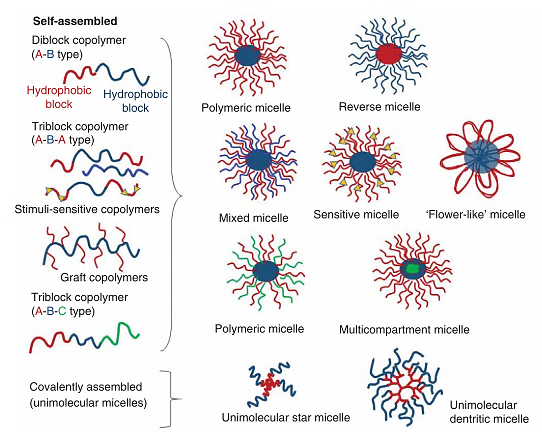 Self-assembled
Diblock copolymer
(A-B type)
Hydrophobic
block
Hydrophobic
block
Triblock copolymer
(A-B-A type)
Stimuli-sensitive copolymers
Graft copolymers
Triblock copolymer
(A-B-C type)
Covalently assembled
(unimolecular micelles)
Polymeric micelle
Reverse micelle
Mixed micelle
Sensitive micelle
'Flower-like' micelle
Polymeric micelle
Multicompartment micelle
Unimolecular star micelle
Unimolecular
dentritic micelle